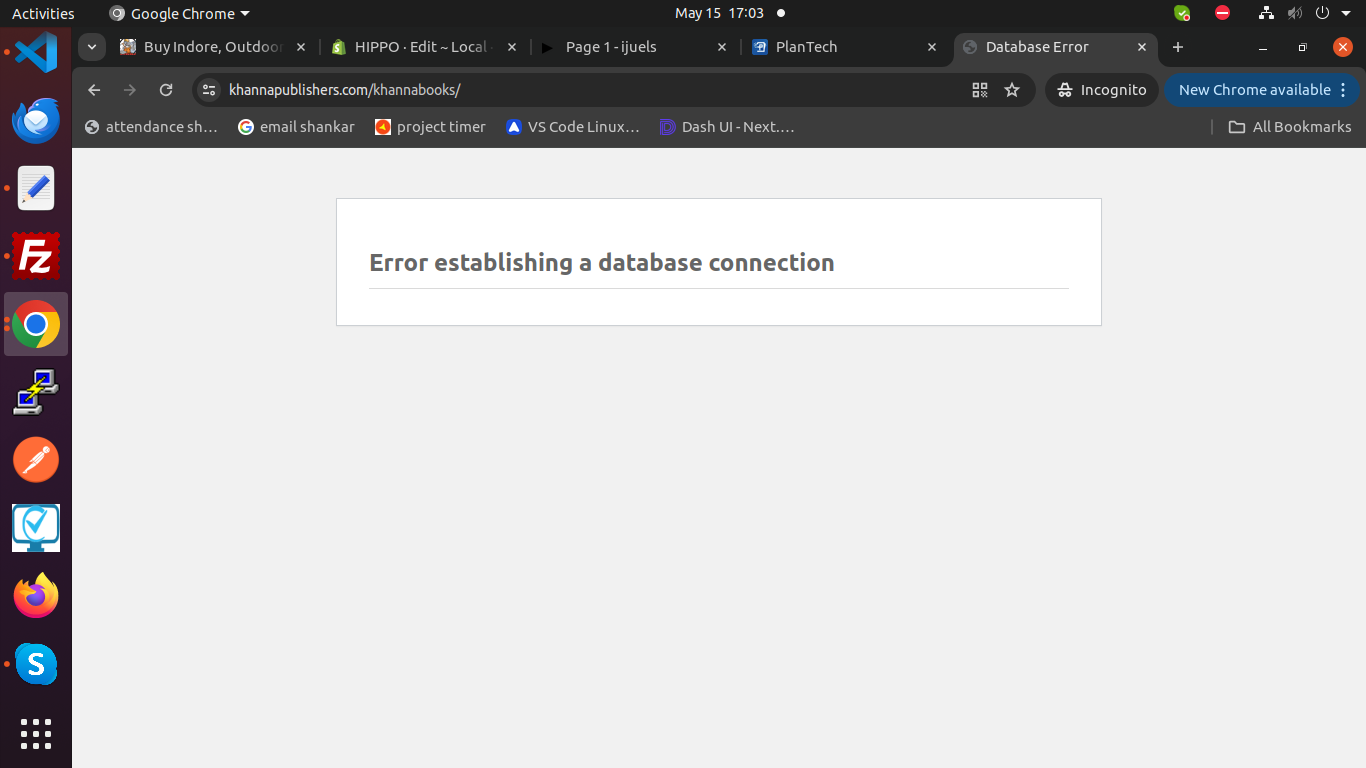 Activities
Google Chrome
May 15 17:03
Buy Indore, Outdoor
HIPPO · Edit ~ Local
Page 1 - ijuels
PlanTech
Database Error
khannapublishers.com/khannabooks/
Incognito
New Chrome available
attendance sh...
email shankar
project timer
VS Code Linux...
Dash UI - Next....
All Bookmarks
Error establishing a database connection